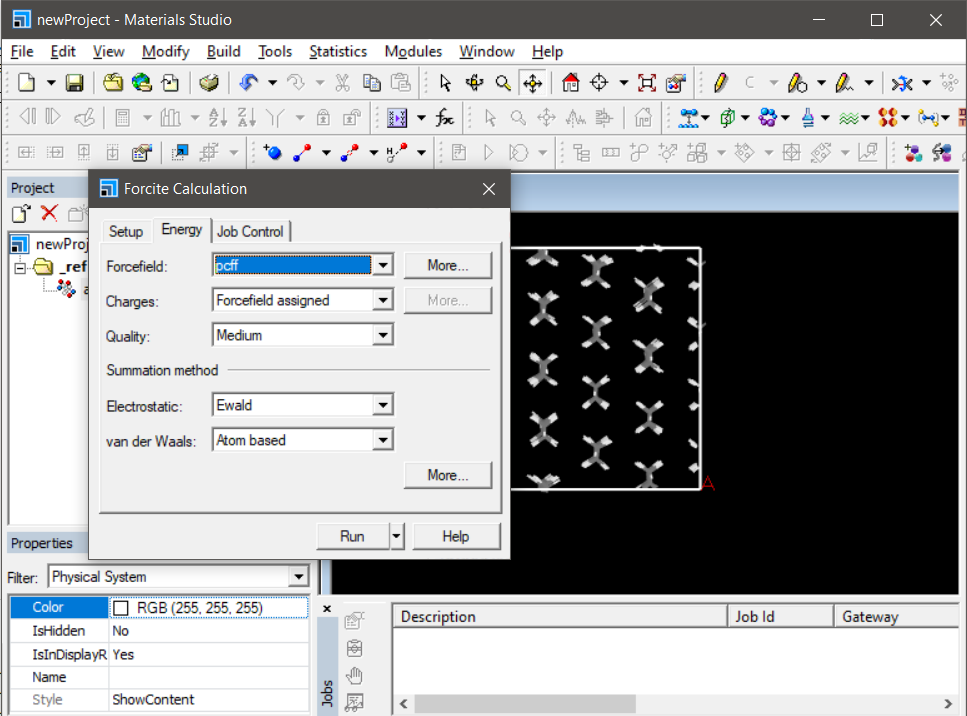 newProject - Materials Studio
File Edit View Modify Build Tools Statistics Modules Window Help
Project
newProj
_ref
Forcite Calculation
Setup Energy Job Control
Forcefield: pcff More...
Charges: Forcefield assigned More...
Quality: Medium
Summation method
Electrostatic: Ewald
van der Waals: Atom based
More...
Run Help
A
Properties
Filter: Physical System
Color RGB (255, 255, 255)
IsHidden No
IsInDisplayR Yes
Name
Style ShowContent
Jobs
Description Job Id Gateway